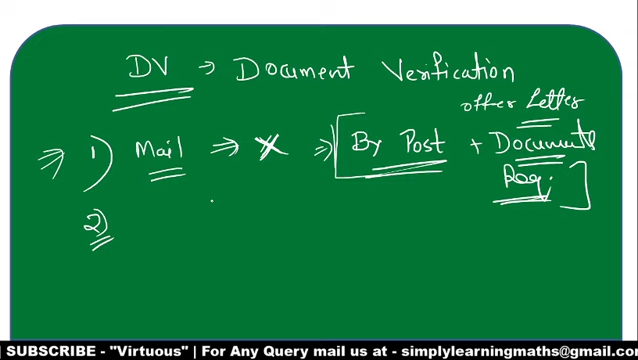 DV → Document Verification
offer Letter
⇒ 1) Mail ⇒ X ⇒ [By Post + Documents
Req.]
2)
| SUBSCRIBE - "Virtuous" | For Any Query mail us at - simplylearningmaths@gmail.com